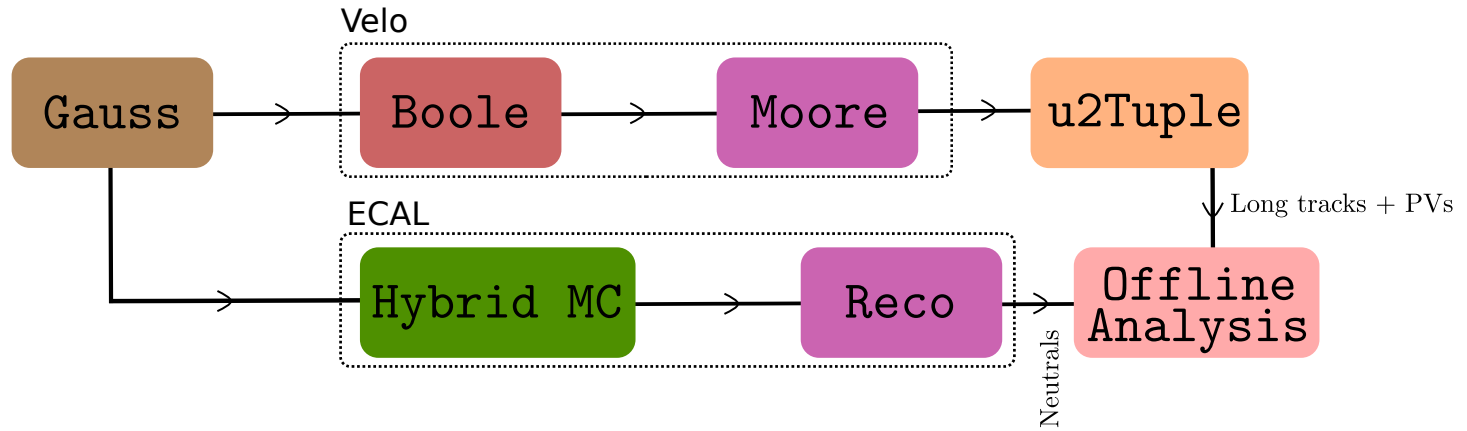 Velo
Gauss
Boole
Moore
u2Tuple
Long tracks + PVs
ECAL
Hybrid MC
Reco
Neutrals
Offline
Analysis